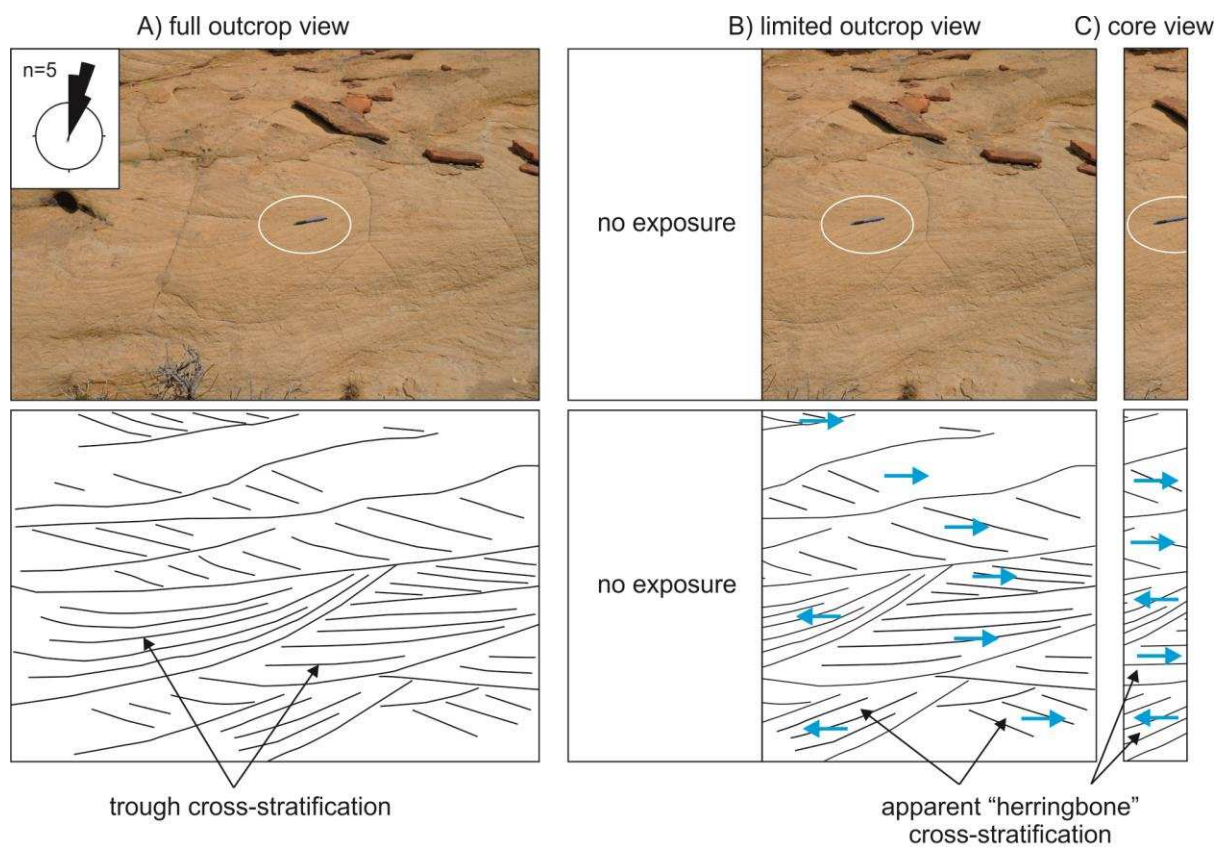 A) full outcrop view
B) limited outcrop view
C) core view
n=5
no exposure
no exposure
trough cross-stratification
apparent “herringbone”
cross-stratification